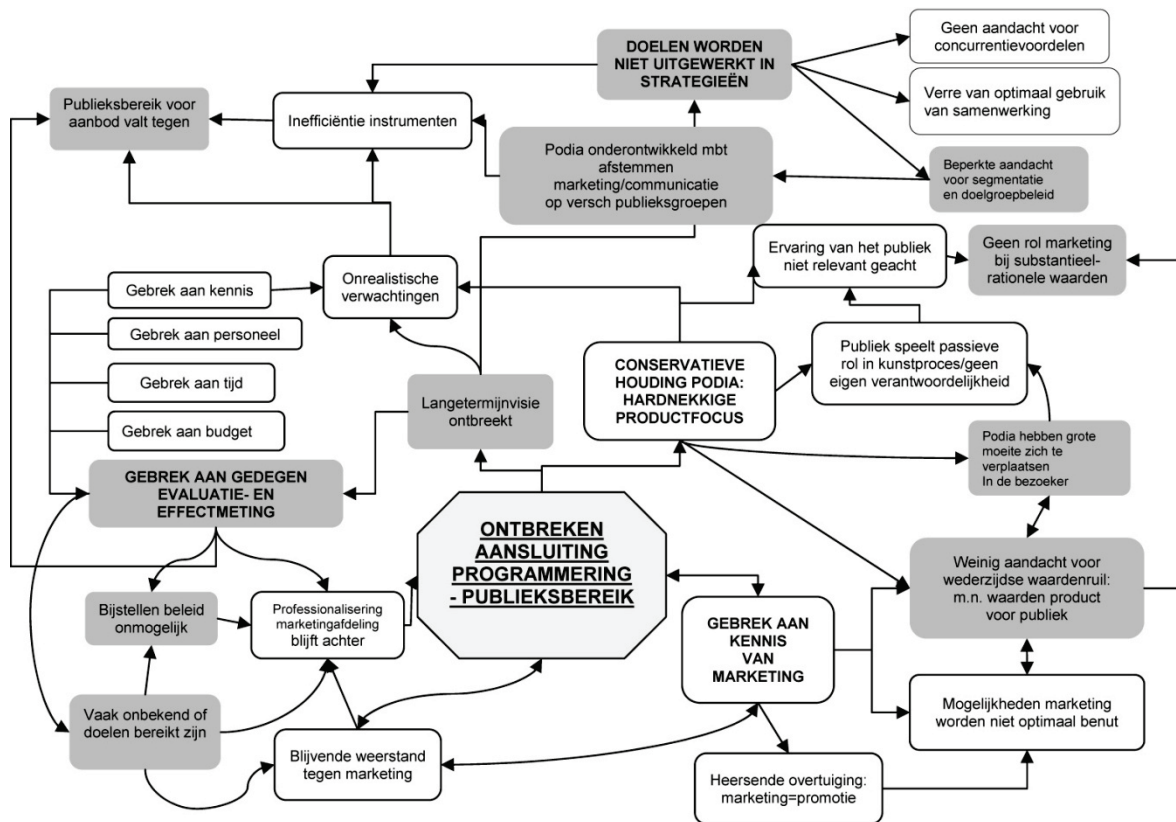 Geen aandacht voor
concurrentievoordelen
DOELEN WORDEN
NIET UITGEWERKT IN
STRATEGIEËN
Verre van optimaal gebruik
van samenwerking
Publieksbereik voor
aanbod valt tegen
Inefficiëntie instrumenten
Podia onderontwikkeld mbt
afstemmen
marketing/communicatie
op versch publieksgroepen
Beperkte aandacht
voor segmentatie
en doelgroepbeleid
Ervaring van het publiek
niet relevant geacht
Geen rol marketing
bij substantieel-
rationele waarden
Onrealistische
verwachtingen
Gebrek aan kennis
Gebrek aan personeel
Gebrek aan tijd
Gebrek aan budget
CONSERVATIEVE
HOUDING PODIA:
HARDNEKKIGE
PRODUCTFOCUS
Publiek speelt passieve
rol in kunstproces/geen
eigen verantwoordelijkheid
Langetermijnvisie
ontbreekt
Podia hebben grote
moeite zich te
verplaatsen
In de bezoeker
GEBREK AAN GEDEGEN
EVALUATIE- EN
EFFECTMETING
ONTBREKEN
AANSLUITING
PROGRAMMERING
- PUBLIEKSBEREIK
Weinig aandacht voor
wederzijdse waardenruil:
m.n. waarden product
voor publiek
Bijstellen beleid
onmogelijk
Professionalisering
marketingafdeling
blijft achter
GEBREK AAN
KENNIS
VAN
MARKETING
Vaak onbekend of
doelen bereikt zijn
Blijvende weerstand
tegen marketing
Mogelijkheden marketing
worden niet optimaal benut
Heersende overtuiging:
marketing=promotie